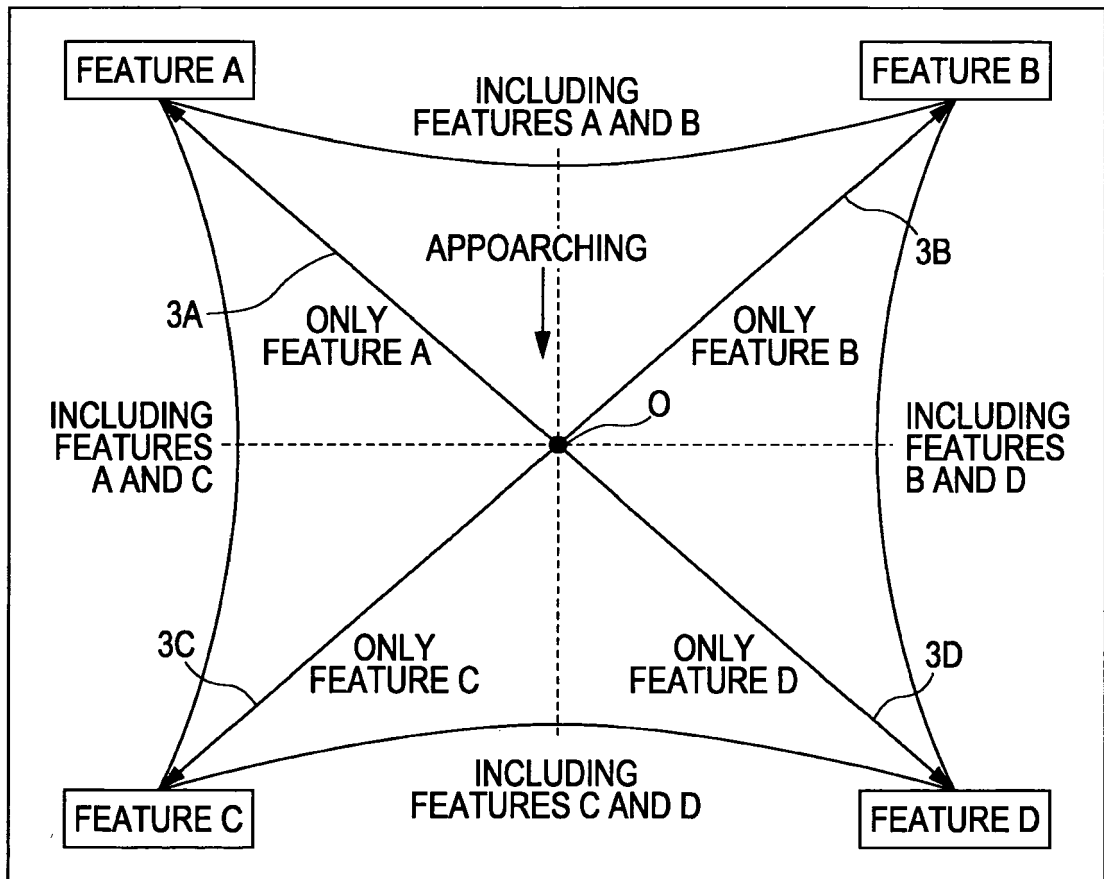 FEATURE A
FEATURE B
INCLUDING
FEATURES A AND B
APPOARCHING
3A
3B
ONLY
FEATURE A
ONLY
FEATURE B
O
INCLUDING
FEATURES
A AND C
INCLUDING
FEATURES
B AND D
3C
ONLY
FEATURE C
ONLY
FEATURE D
3D
INCLUDING
FEATURES C AND D
FEATURE C
FEATURE D